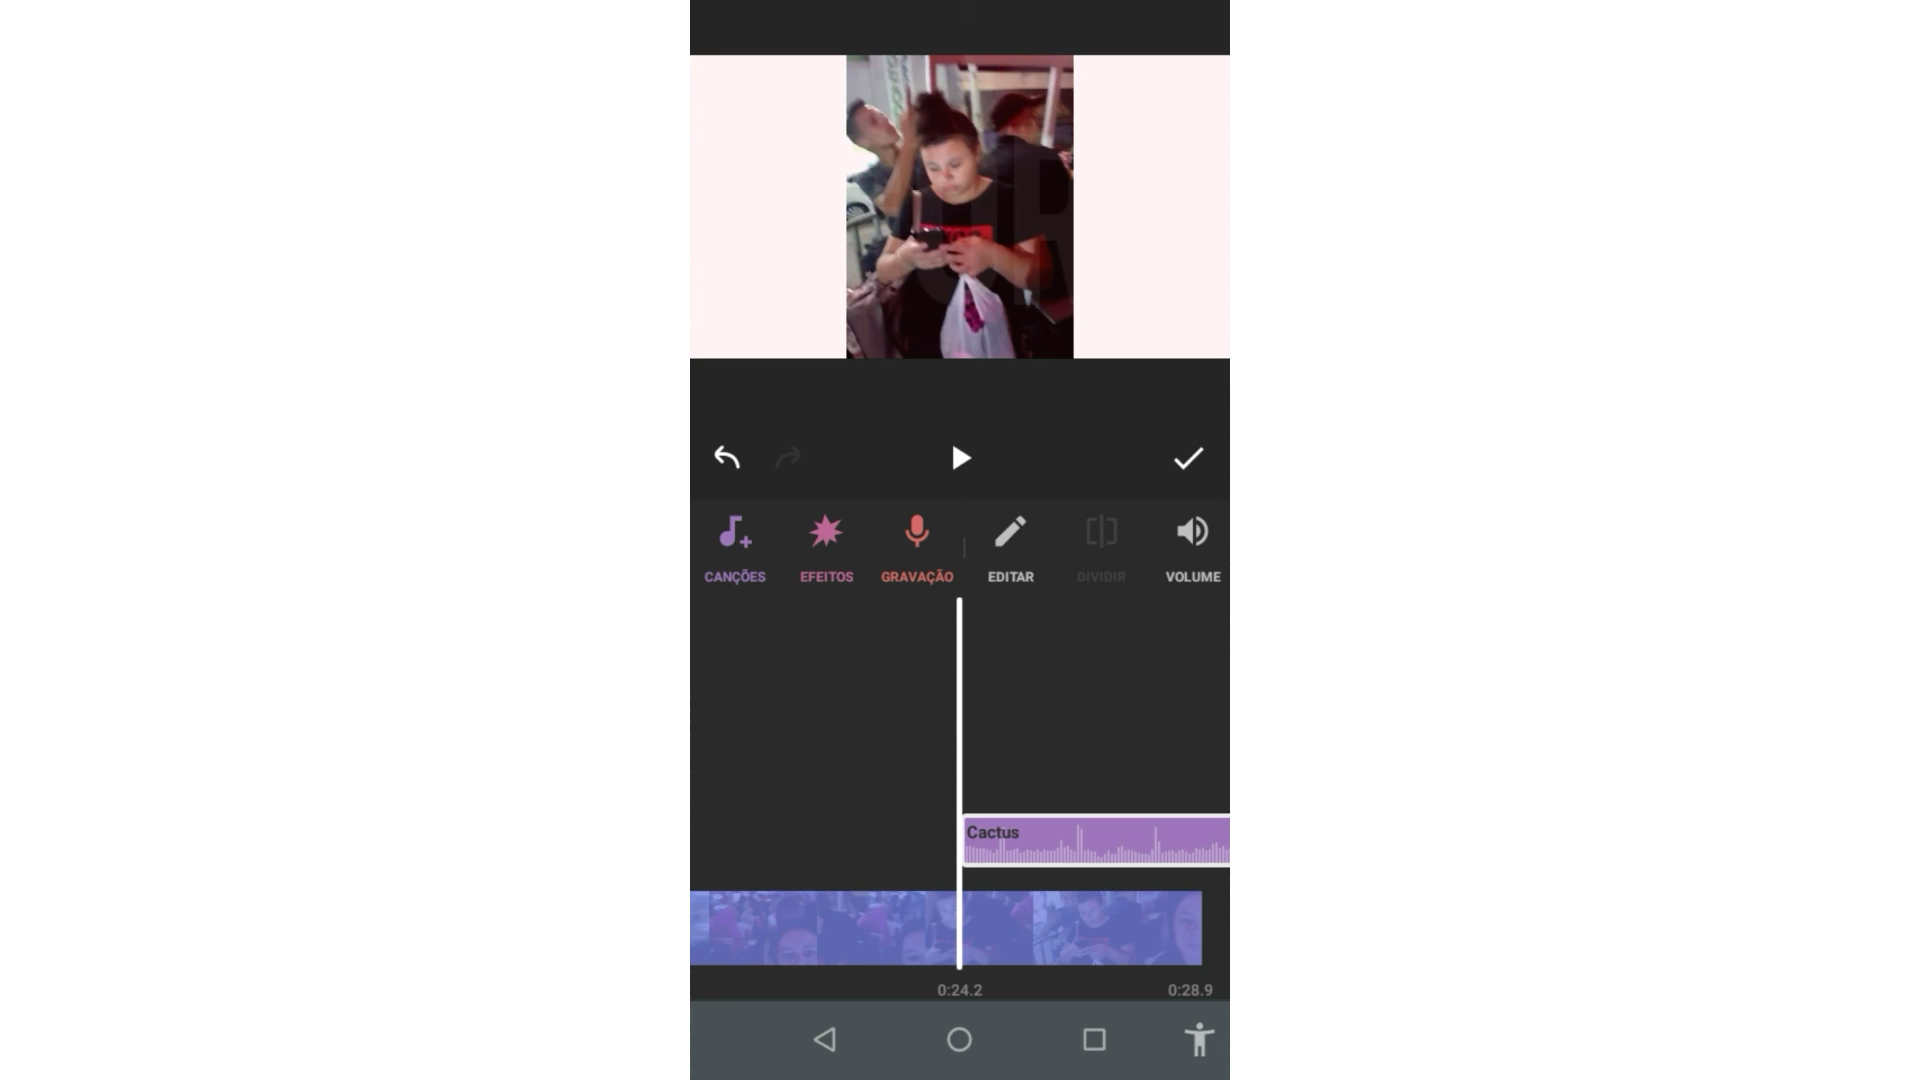 CANÇÕES
EFEITOS
GRAVAÇÃO
EDITAR
DIVIDIR
VOLUME
Cactus
0:24.2
0:28.9